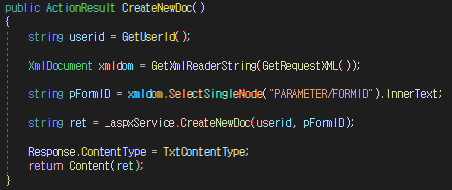 public ActionResult CreateNewDoc()
{
string userid = GetUserId();
XmlDocument xmldom = GetXmlReaderString(GetRequestXML());
string pFormID = xmldom.SelectSingleNode("PARAMETER/FORMID").InnerText;
string ret = _aspxService.CreateNewDoc(userid, pFormID);
Response.ContentType = TxtContentType;
return Content(ret);
}